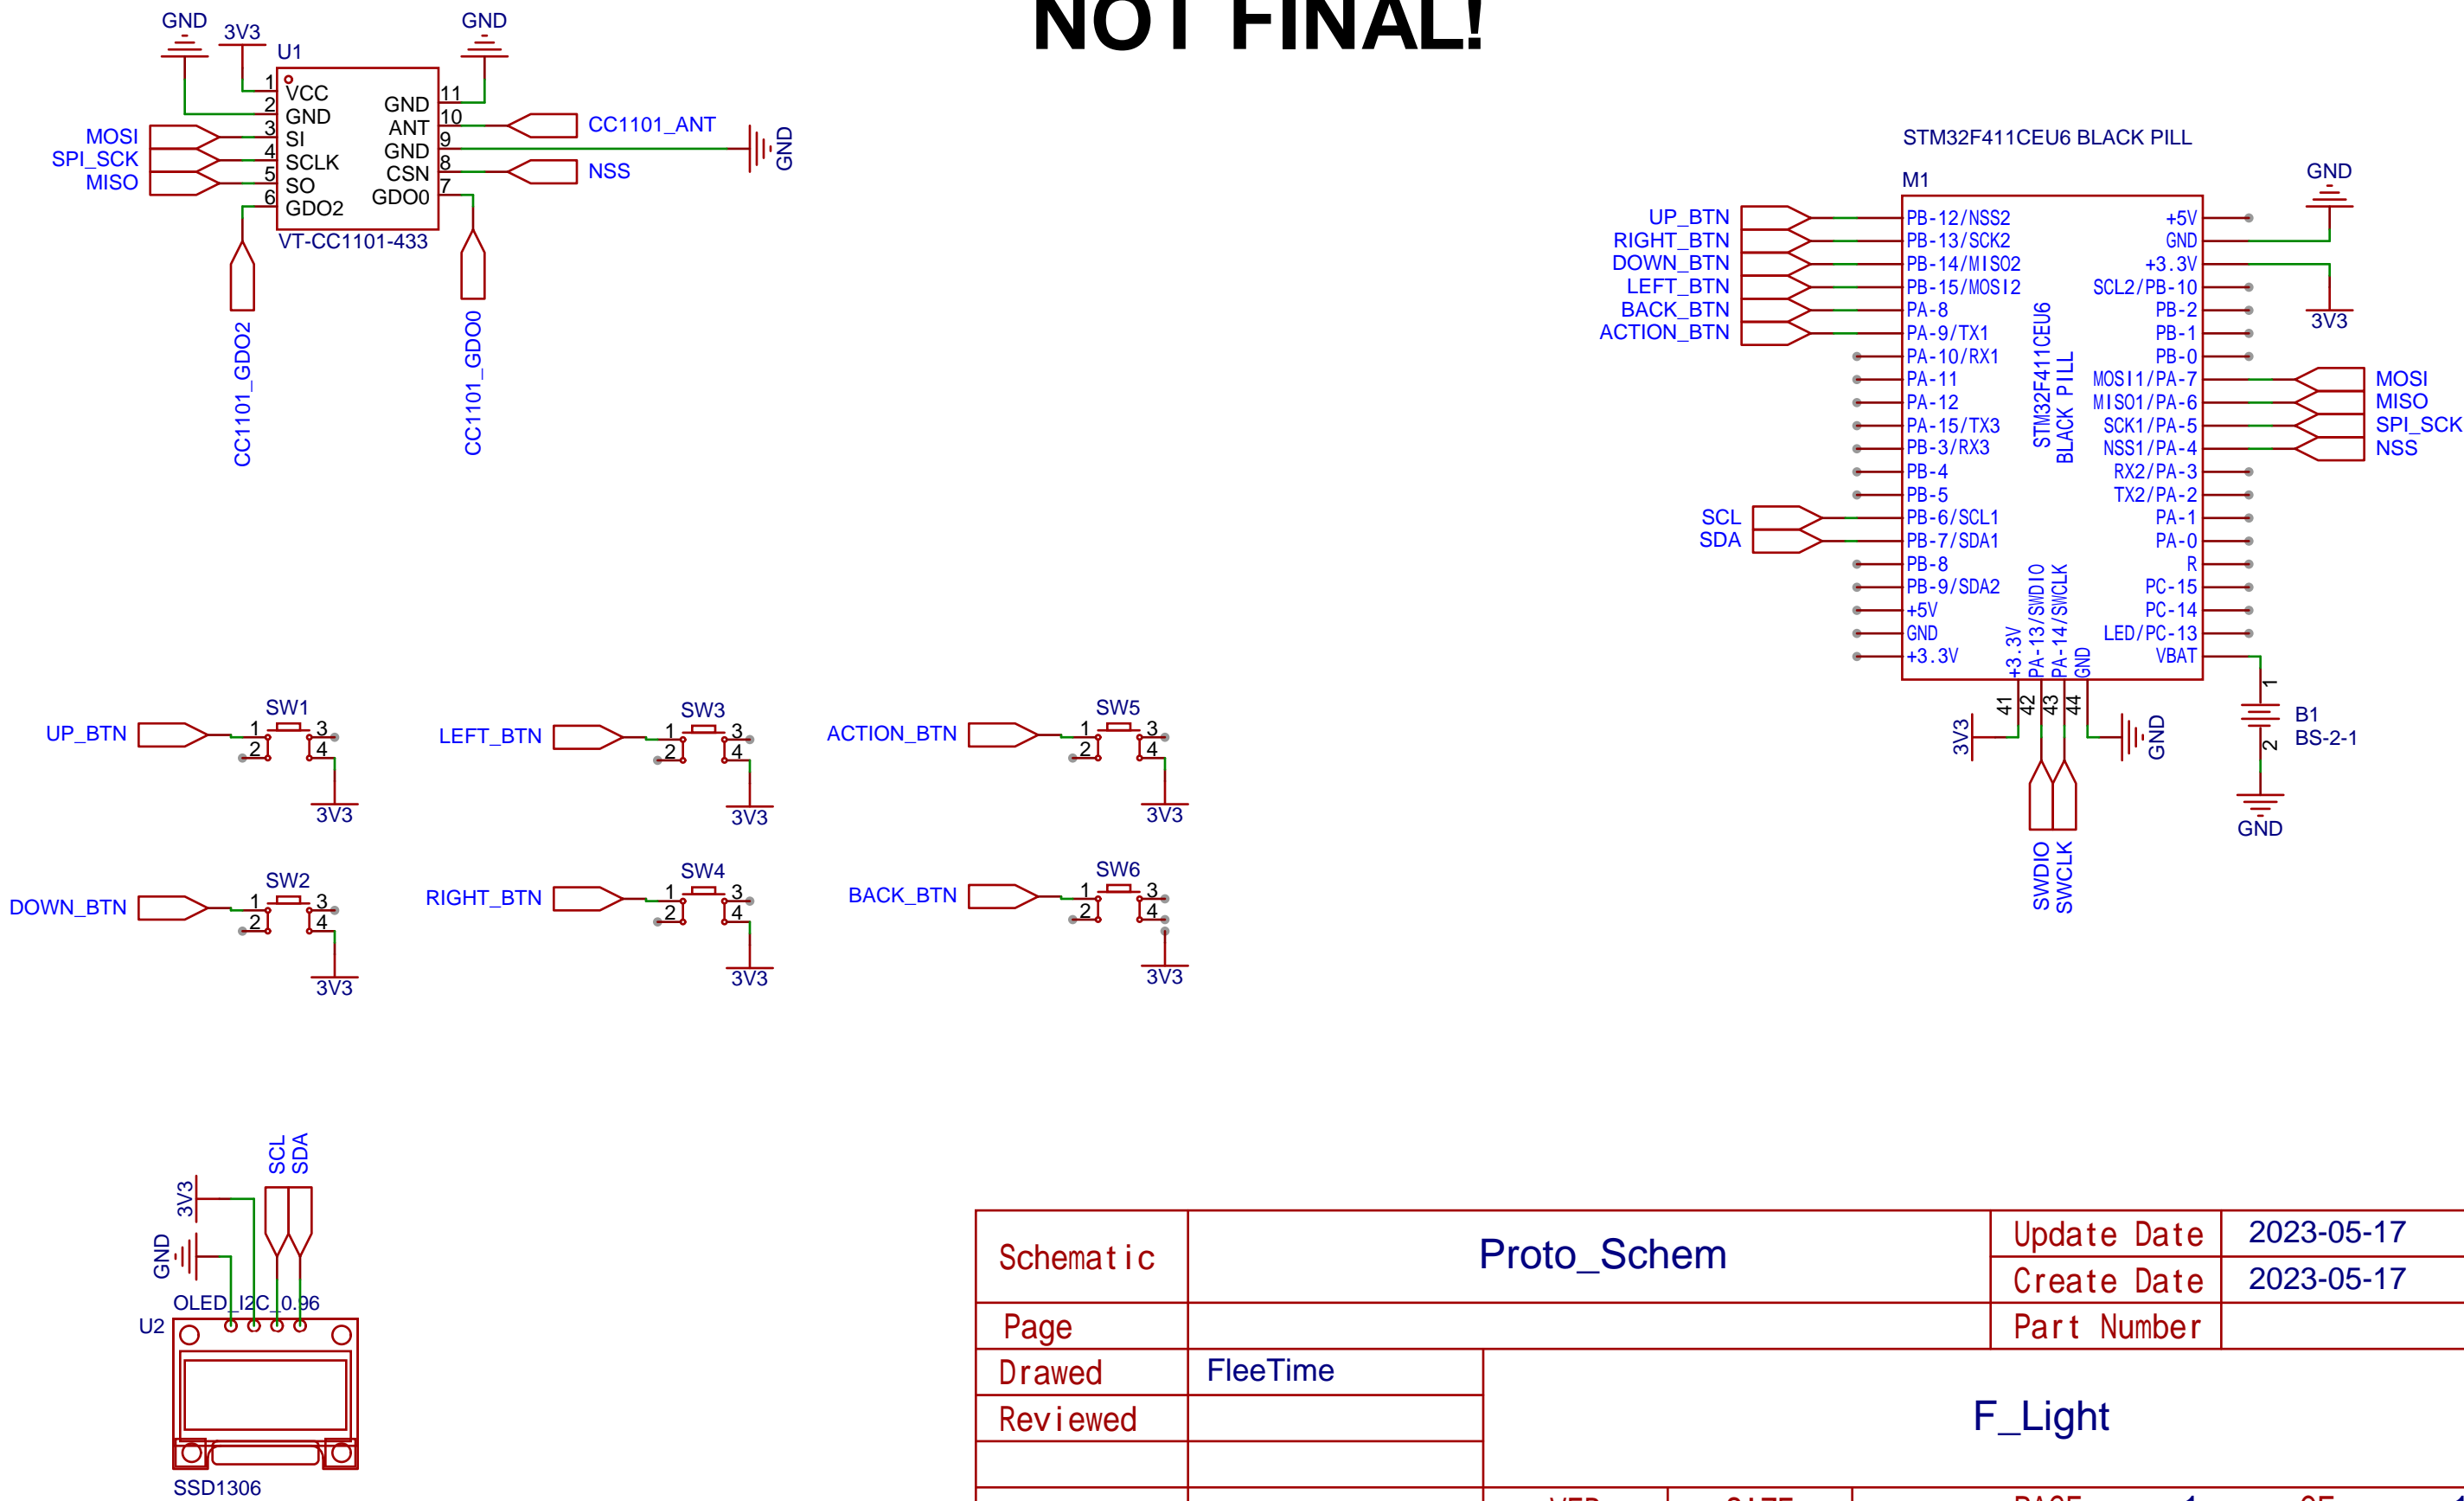 NOT FINAL!
GND
3V3
GND
U1
1
VCC
2
GND
3
SI
4
SCLK
5
SO
6
GDO2
11
GND
10
ANT
9
GND
8
CSN
7
GDO0
VT-CC1101-433
MOSI
SPI_SCK
MISO
CC1101_ANT
GND
NSS
CC1101_GDO2
CC1101_GDO0
STM32F411CEU6 BLACK PILL
M1
GND
UP_BTN
RIGHT_BTN
DOWN_BTN
LEFT_BTN
BACK_BTN
ACTION_BTN
SCL
SDA
PB-12/NSS2
PB-13/SCK2
PB-14/MISO2
PB-15/MOSI2
PA-8
PA-9/TX1
PA-10/RX1
PA-11
PA-12
PA-15/TX3
PB-3/RX3
PB-4
PB-5
PB-6/SCL1
PB-7/SDA1
PB-8
PB-9/SDA2
+5V
GND
+3.3V
STM32F411CEU6
BLACK PILL
+5V
GND
+3.3V
SCL2/PB-10
PB-2
PB-1
PB-0
MOSI1/PA-7
MISO1/PA-6
SCK1/PA-5
NSS1/PA-4
RX2/PA-3
TX2/PA-2
PA-1
PA-0
R
PC-15
PC-14
LED/PC-13
VBAT
3V3
MOSI
MISO
SPI_SCK
NSS
+3.3V
PA-13/SWDIO
PA-14/SWCLK
GND
41
42
43
44
3V3
GND
SWDIO
SWCLK
1
B1
BS-2-1
2
GND
SW1
UP_BTN
1
2
3
4
3V3
SW3
LEFT_BTN
1
2
3
4
3V3
SW5
ACTION_BTN
1
2
3
4
3V3
SW2
DOWN_BTN
1
2
3
4
3V3
SW4
RIGHT_BTN
1
2
3
4
3V3
SW6
BACK_BTN
1
2
3
4
3V3
SCL
SDA
3V3
GND
OLED_I2C_0.96
U2
SSD1306
Schematic
Proto_Schem
Update Date
2023-05-17
Create Date
2023-05-17
Page
Part Number
Drawed
FleeTime
Reviewed
F_Light
VER
SIZE
PAGE 1 OF